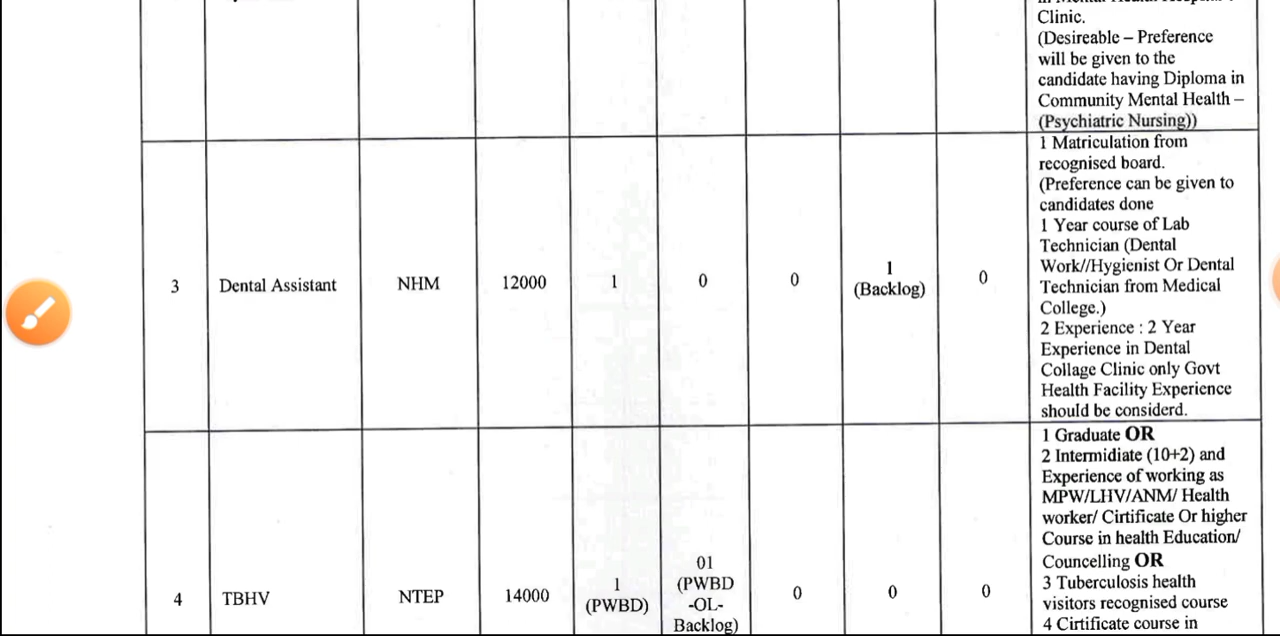 Clinic.
(Desireable – Preference
will be given to the
candidate having Diploma in
Community Mental Health –
(Psychiatric Nursing))
3
Dental Assistant
NHM
12000
1
0
0
1
(Backlog)
0
1 Matriculation from
recognised board.
(Preference can be given to
candidates done
1 Year course of Lab
Technician (Dental
Work//Hygienist Or Dental
Technician from Medical
College.)
2 Experience : 2 Year
Experience in Dental
Collage Clinic only Govt
Health Facility Experience
should be considerd.
4
TBHV
NTEP
14000
1
(PWBD)
01
(PWBD
-OL-
Backlog)
0
0
0
1 Graduate OR
2 Intermidiate (10+2) and
Experience of working as
MPW/LHV/ANM/ Health
worker/ Cirtificate Or higher
Course in health Education/
Councelling OR
3 Tuberculosis health
visitors recognised course
4 Cirtificate course in